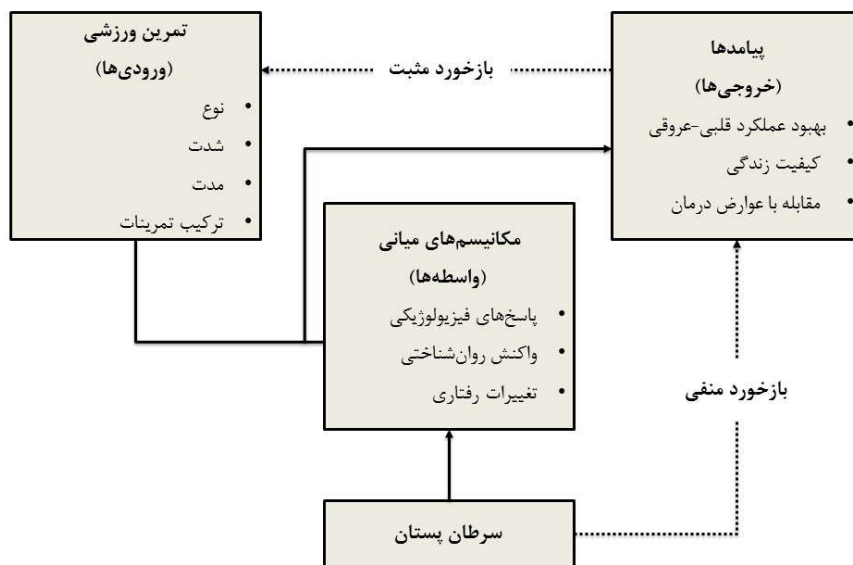 پیامدها
(خروجی‌ها)
• بهبود عملکرد قلبی-عروقی
• کیفیت زندگی
• مقابله با عوارض درمان
بازخورد مثبت
تمرین ورزشی
(ورودی‌ها)
• نوع
• شدت
• مدت
• ترکیب تمرینات
مکانیسم‌های میانی
(واسطه‌ها)
• پاسخ‌های فیزیولوژیکی
• واکنش روان‌شناختی
• تغییرات رفتاری
بازخورد منفی
سرطان پستان